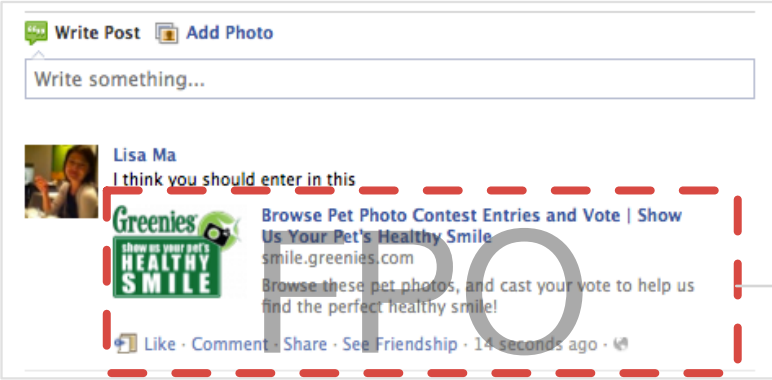 Write Post Add Photo
Write something...
Lisa Ma
I think you should enter in this
Greenies
show us your pet's
HEALTHY
SMILE
Browse Pet Photo Contest Entries and Vote | Show
Us Your Pet's Healthy Smile
smile.greenies.com
Browse these pet photos, and cast your vote to help us
find the perfect healthy smile!
FPO
Like · Comment · Share · See Friendship · 14 seconds ago ·